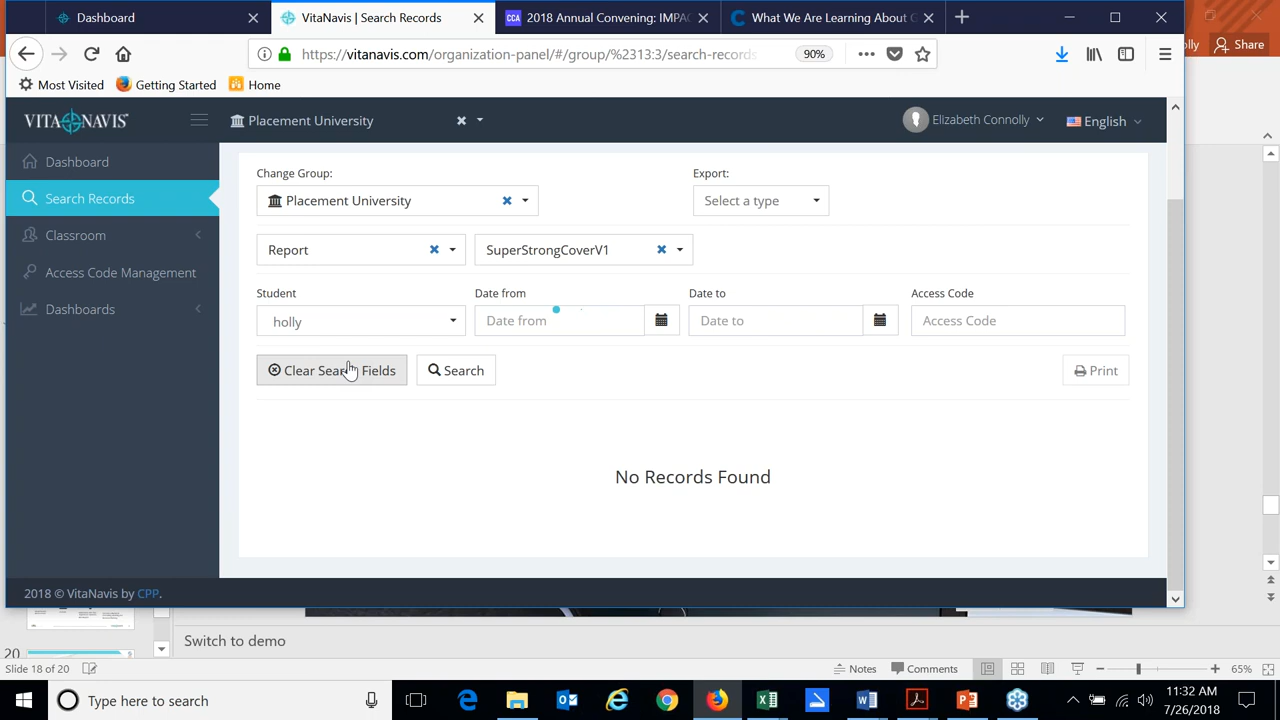 Dashboard
VitaNavis | Search Records
2018 Annual Convening: IMPAC
What We Are Learning About G
olly
Share
https://vitanavis.com/organization-panel/#/group/%2313:3/search-records
90%
Most Visited
Getting Started
Home
VITA NAVIS
Placement University
Elizabeth Connolly
English
Dashboard
Search Records
Classroom
Access Code Management
Dashboards
Change Group:
Export:
Placement University
Select a type
Report
SuperStrongCoverV1
Student
Date from
Date to
Access Code
holly
Date from
Date to
Access Code
Clear Search Fields
Search
Print
No Records Found
2018 © VitaNavis by CPP.
Switch to demo
20
Slide 18 of 20
Notes
Comments
65%
Type here to search
11:32 AM
7/26/2018